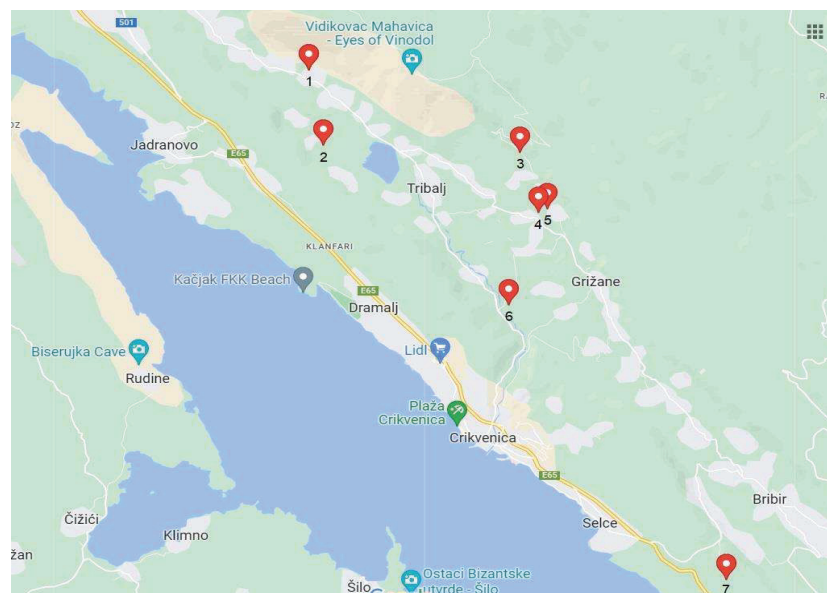 501
Vidikovac Mahavica
- Eyes of Vinodol
1
2
3
Jadranovo
E65
Tribalj
4
5
KLANFARI
Kačjak FKK Beach
Grižane
E65
Dramalj
6
Biserujka Cave
Lidl
Rudine
Plaža
Crikvenica
Crikvenica
E65
Bribir
Čižići
Selce
Klimno
7
Šilo
Ostaci Bizantske
utvrde - Šilo